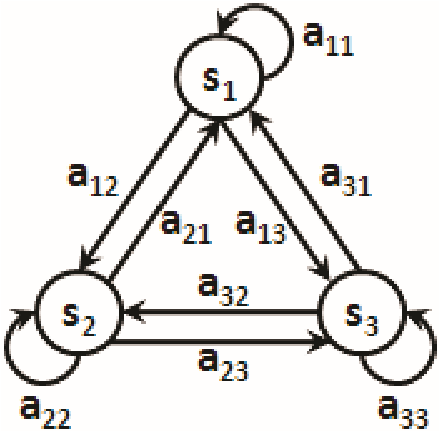 a₁₁
s₁
a₁₂
a₃₁
a₂₁ a₁₃
a₃₂
s₂ s₃
a₂₃
a₂₂ a₃₃